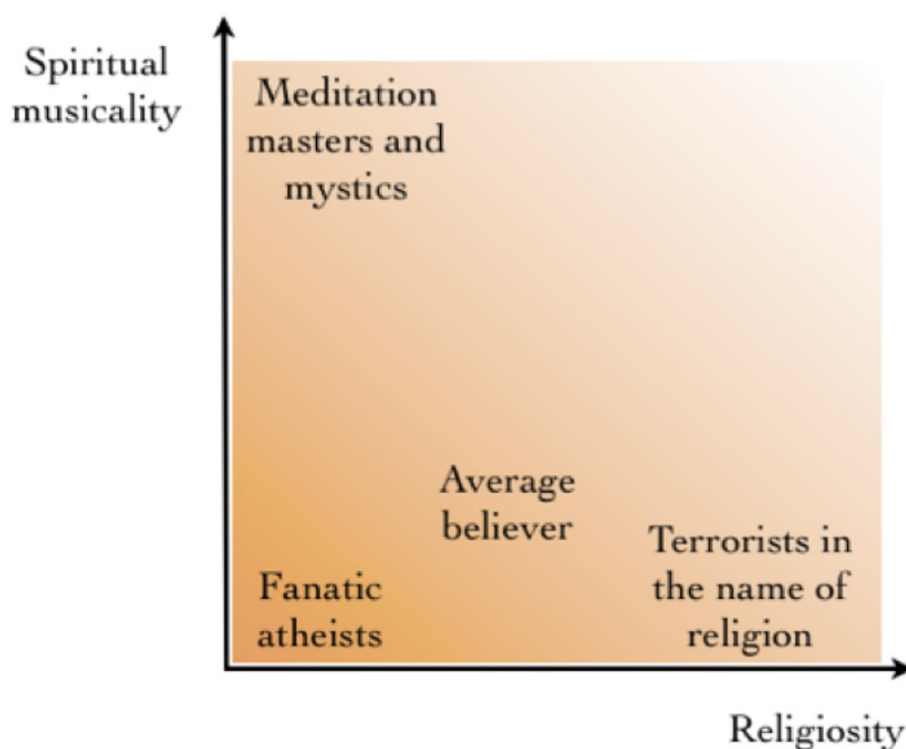 Spiritual
musicality
Meditation
masters and
mystics
Average
believer
Terrorists in
the name of
religion
Fanatic
atheists
Religiosity